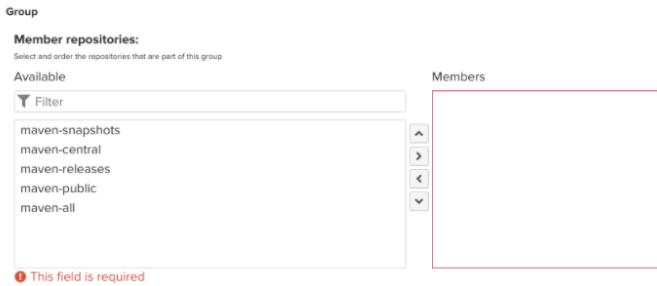 Group
Member repositories:
Select and order the repositories that are part of this group
Available
Members
Filter
maven-snapshots
maven-central
maven-releases
maven-public
maven-all
This field is required